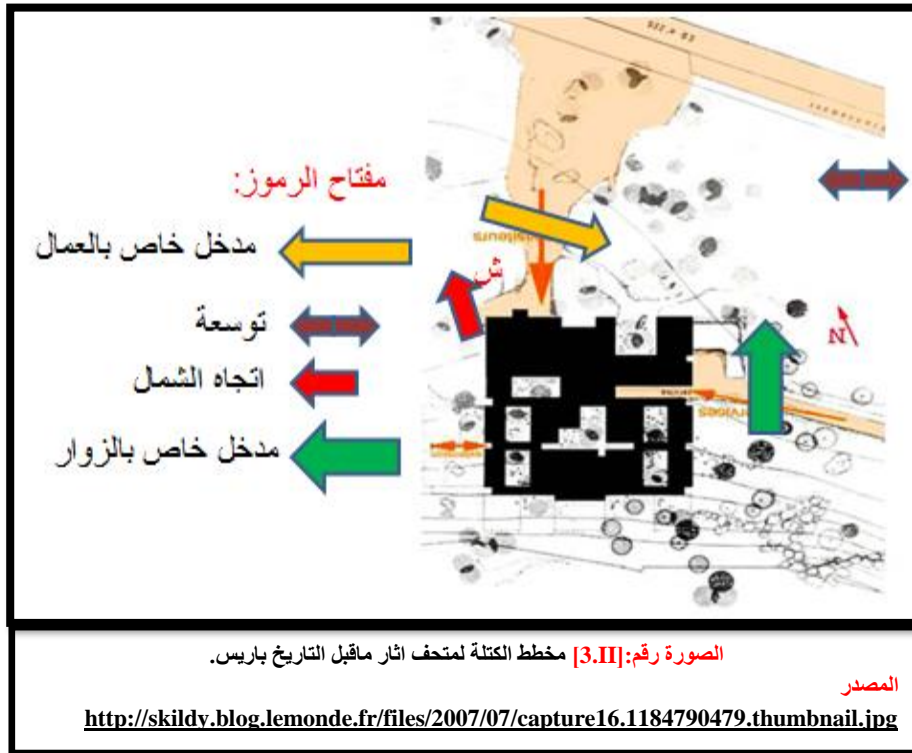 مفتاح الرموز:
مدخل خاص بالعمال
توسعة
اتجاه الشمال
مدخل خاص بالزوار
ش
N
الصورة رقم:[3.II] مخطط الكتلة لمتحف اثار ماقبل التاريخ باريس.
المصدر
http://skildy.blog.lemonde.fr/files/2007/07/capture16.1184790479.thumbnail.jpg